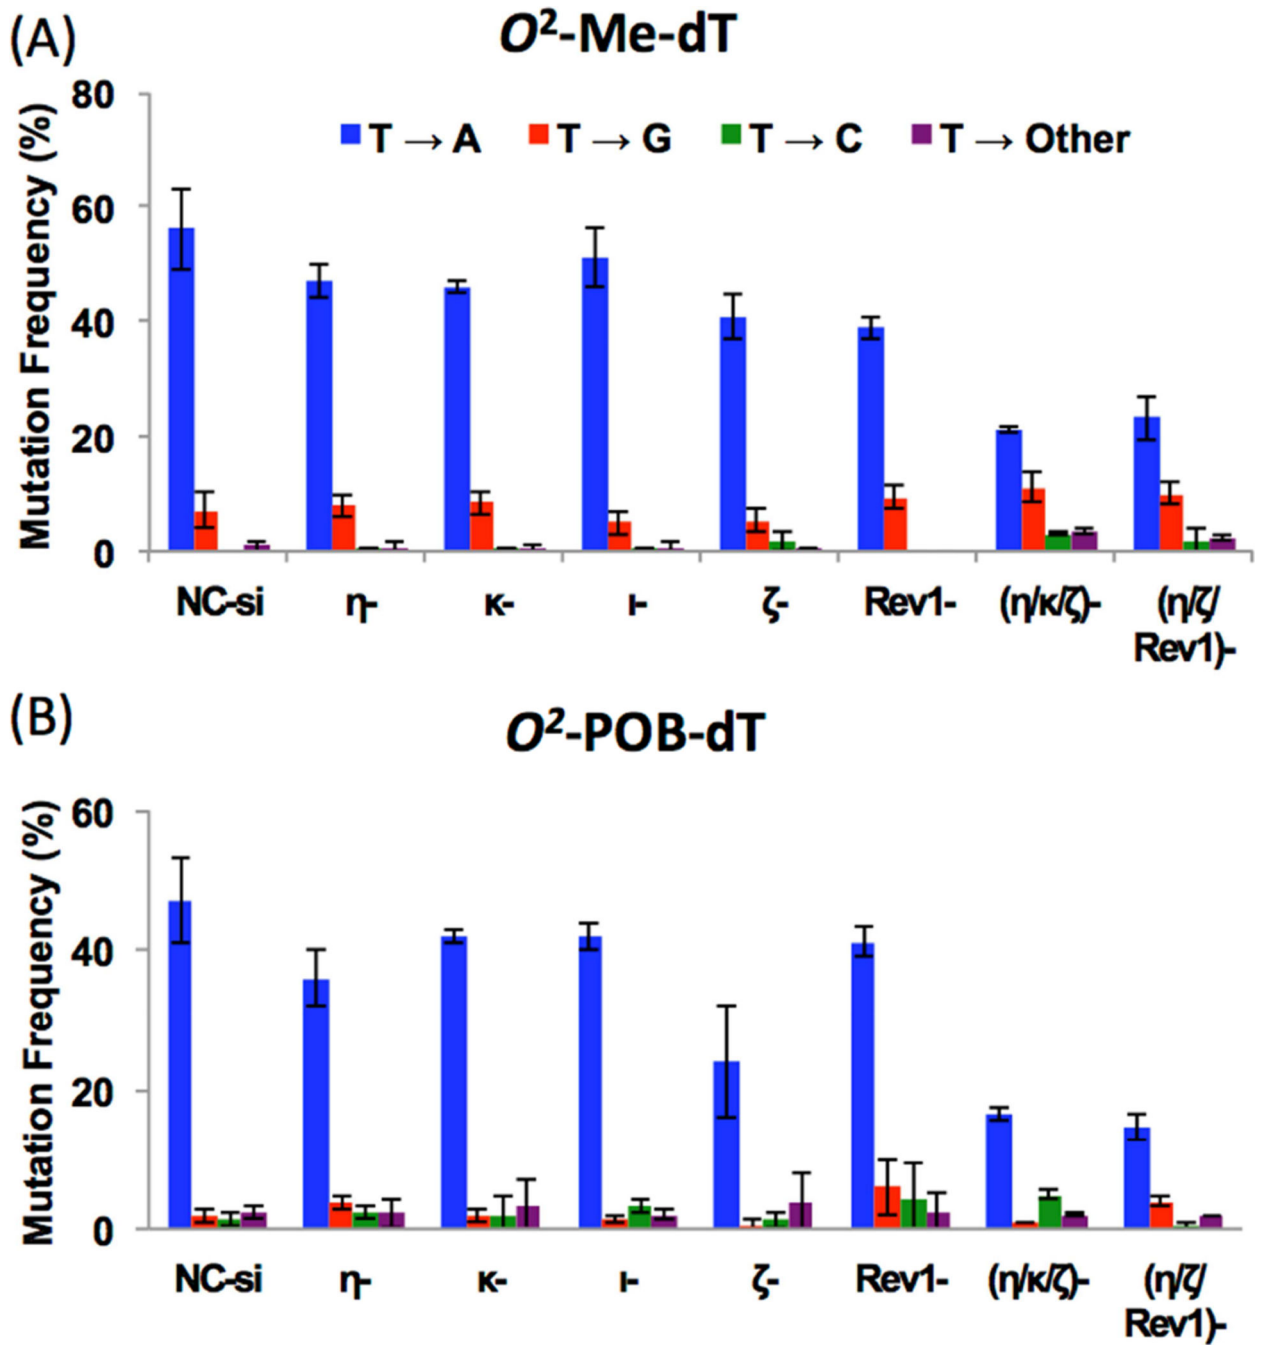 (A)
O²-Me-dT
Mutation Frequency (%)
80
60
40
20
0
T → A
T → G
T → C
T → Other
NC-si
η-
κ-
ι-
ζ-
Rev1-
(η/κ/ζ)-
(η/ζ/
Rev1)-
(B)
O²-POB-dT
Mutation Frequency (%)
60
40
20
0
NC-si
η-
κ-
ι-
ζ-
Rev1-
(η/κ/ζ)-
(η/ζ/
Rev1)-